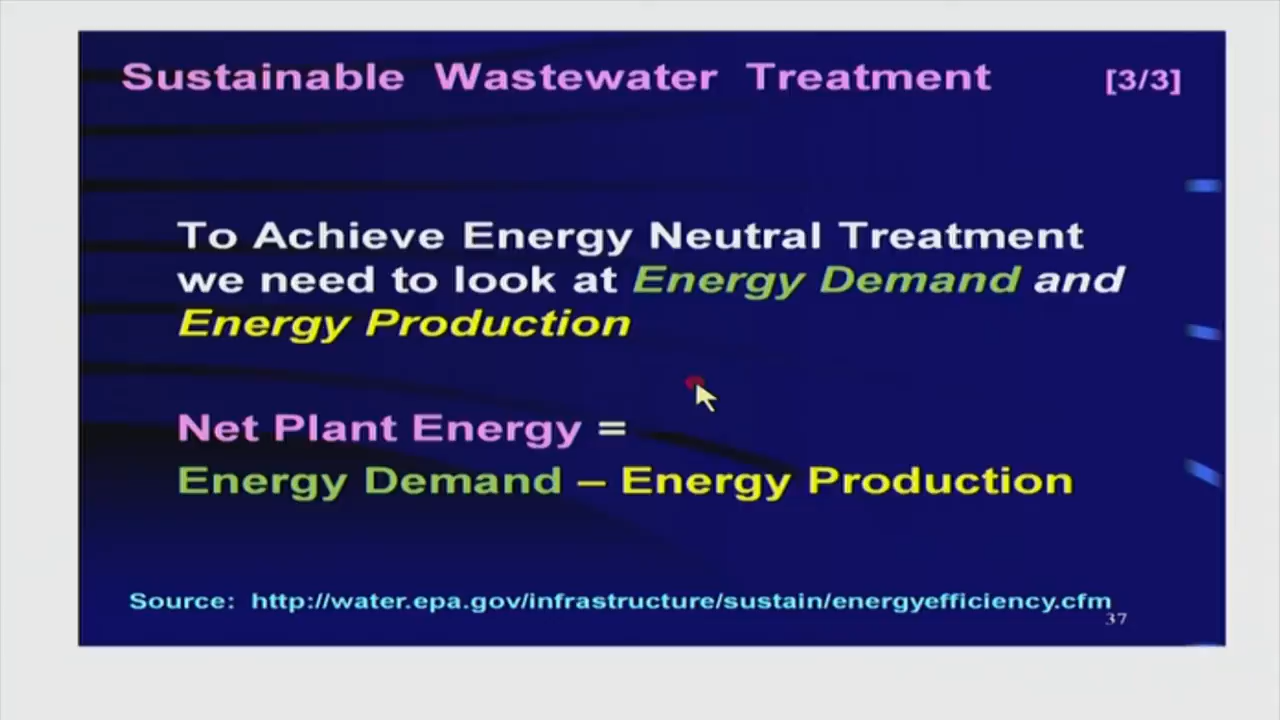 Sustainable Wastewater Treatment [3/3]
To Achieve Energy Neutral Treatment
we need to look at Energy Demand and
Energy Production
Net Plant Energy =
Energy Demand – Energy Production
Source: http://water.epa.gov/infrastructure/sustain/energyefficiency.cfm
37